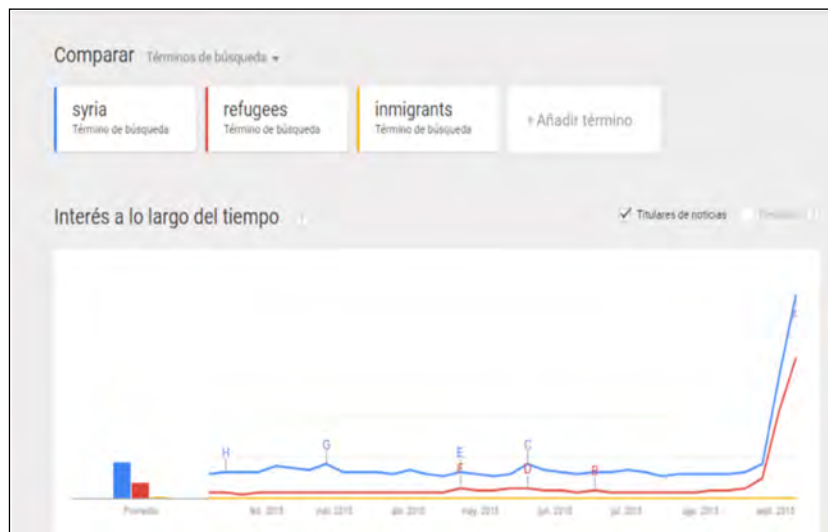 Comparar Términos de búsqueda
syria
Término de búsqueda
refugees
Término de búsqueda
inmigrants
Término de búsqueda
+ Añadir término
Interés a lo largo del tiempo
Titulares de noticias
H
G
E
C
F
D
B
Promedio
feb. 2015
mar. 2015
abr. 2015
may. 2015
jun. 2015
jul. 2015
ago. 2015
sept. 2015